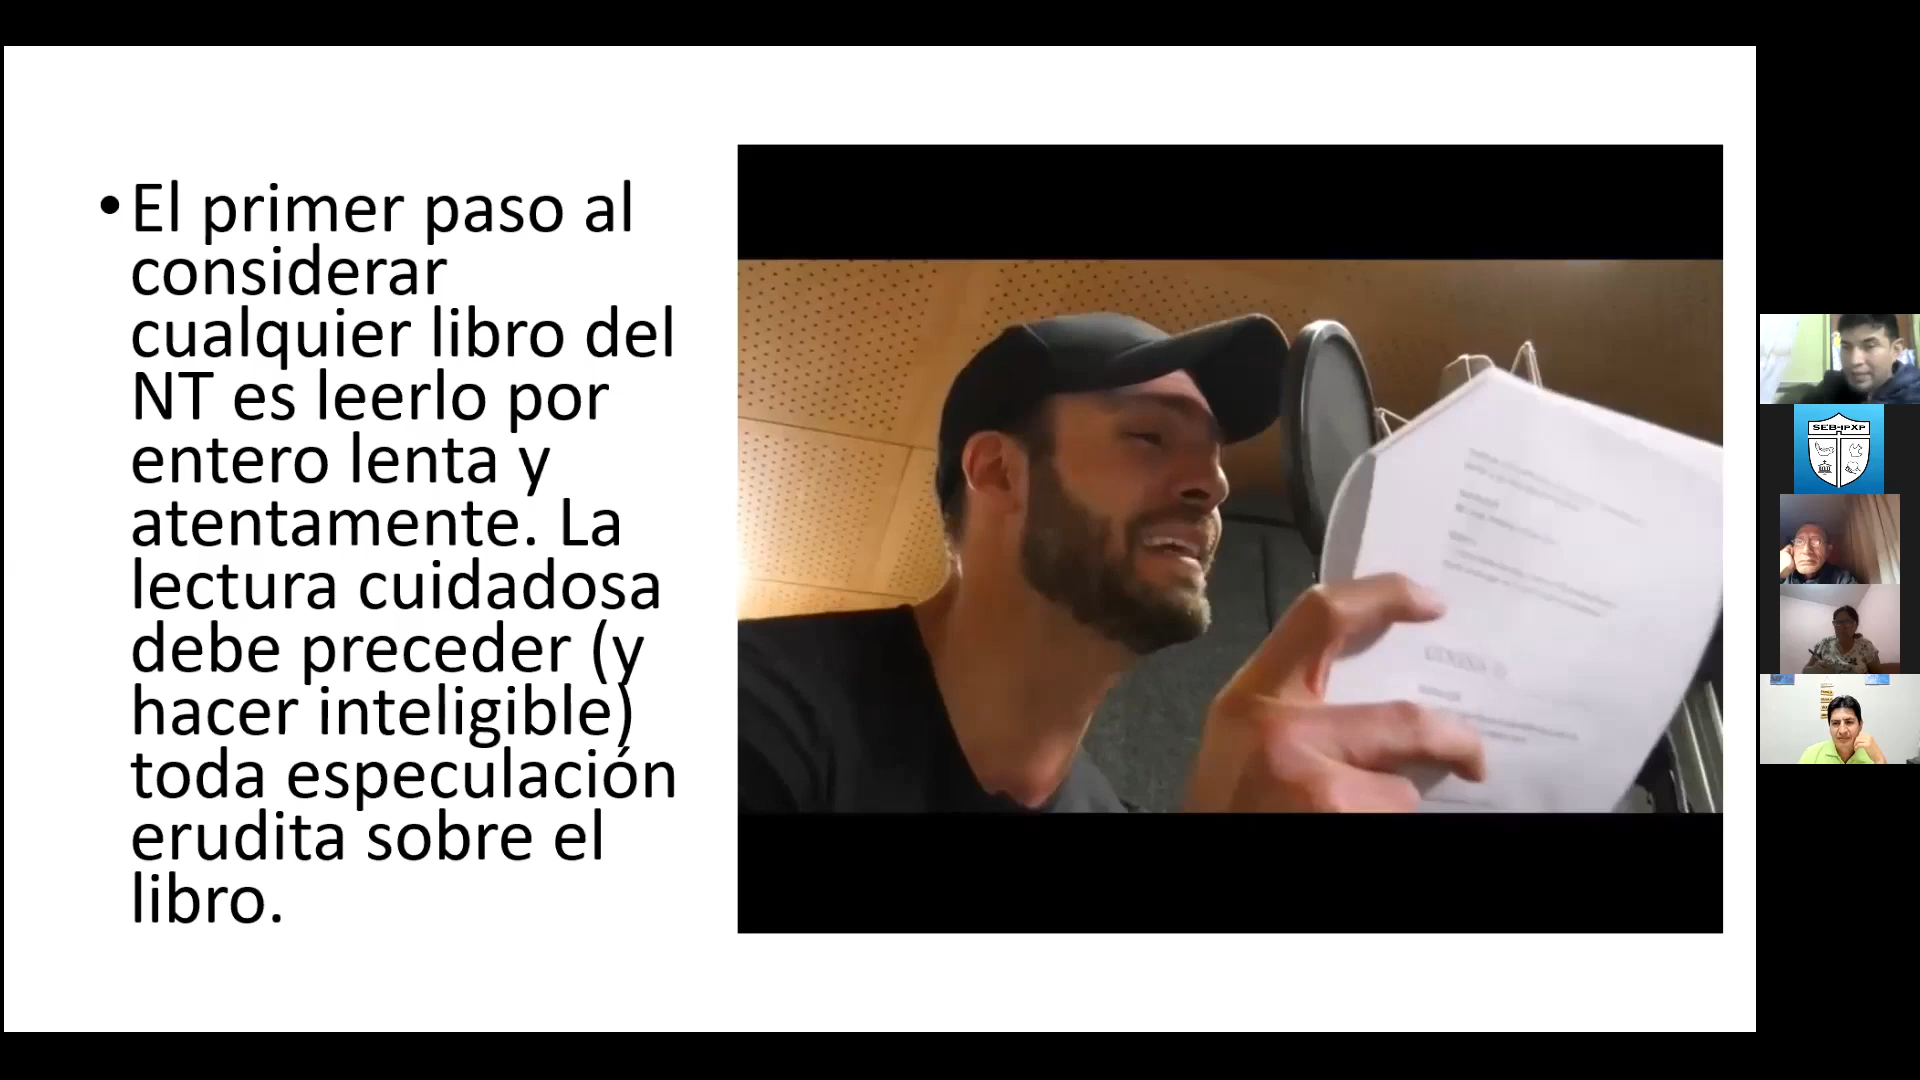 • El primer paso al
considerar
cualquier libro del
NT es leerlo por
entero lenta y
atentamente. La
lectura cuidadosa
debe preceder (y
hacer inteligible)
toda especulación
erudita sobre el
libro.
SEB-IPXP